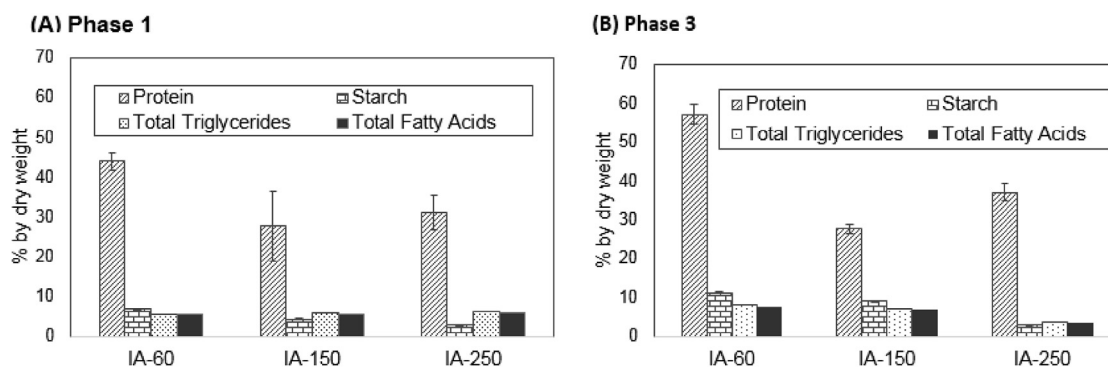 (A) Phase 1
70
60
50
40
30
20
10
0
% by dry weight
Protein
Starch
Total Triglycerides
Total Fatty Acids
IA-60
IA-150
IA-250
(B) Phase 3
70
60
50
40
30
20
10
0
% by dry weight
Protein
Starch
Total Triglycerides
Total Fatty Acids
IA-60
IA-150
IA-250